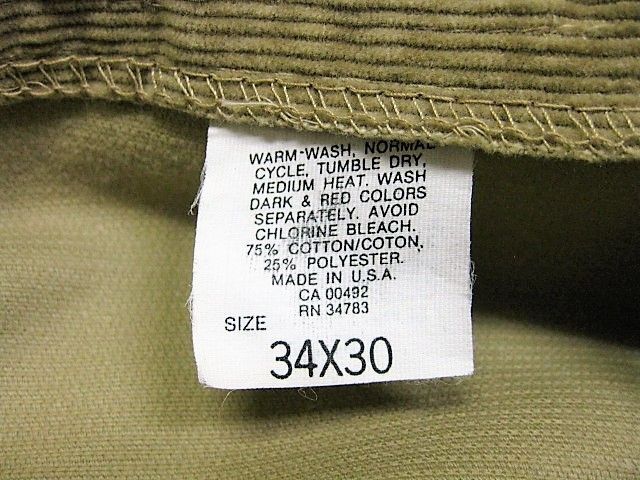 WARM-WASH, NORMAL
CYCLE, TUMBLE DRY,
MEDIUM HEAT. WASH
DARK & RED COLORS
SEPARATELY. AVOID
CHLORINE BLEACH.
75% COTTON/COTON,
25% POLYESTER.
MADE IN U.S.A.
CA 00492
RN 34783
SIZE
34X30